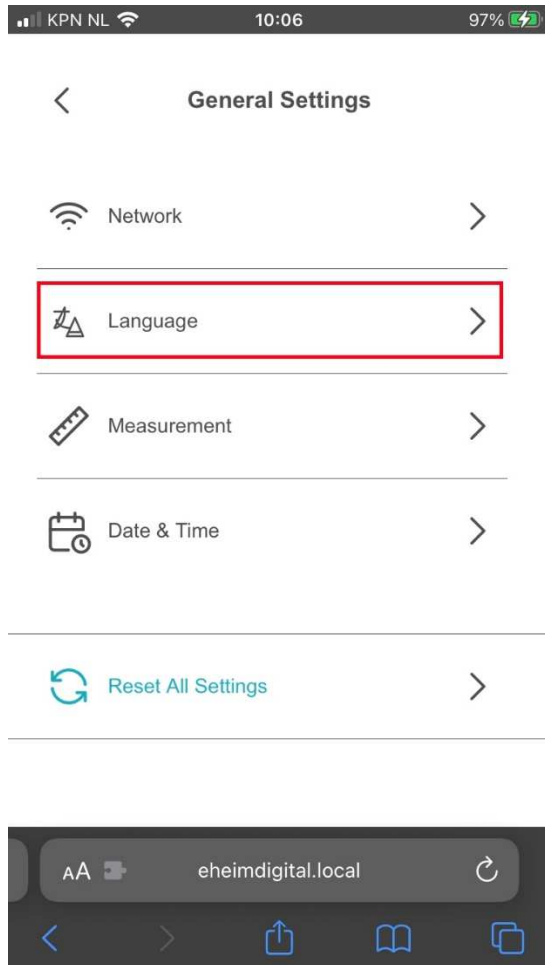 KPN NL 10:06 97%
General Settings
Network
Language
Measurement
Date & Time
Reset All Settings
AA eheimdigital.local